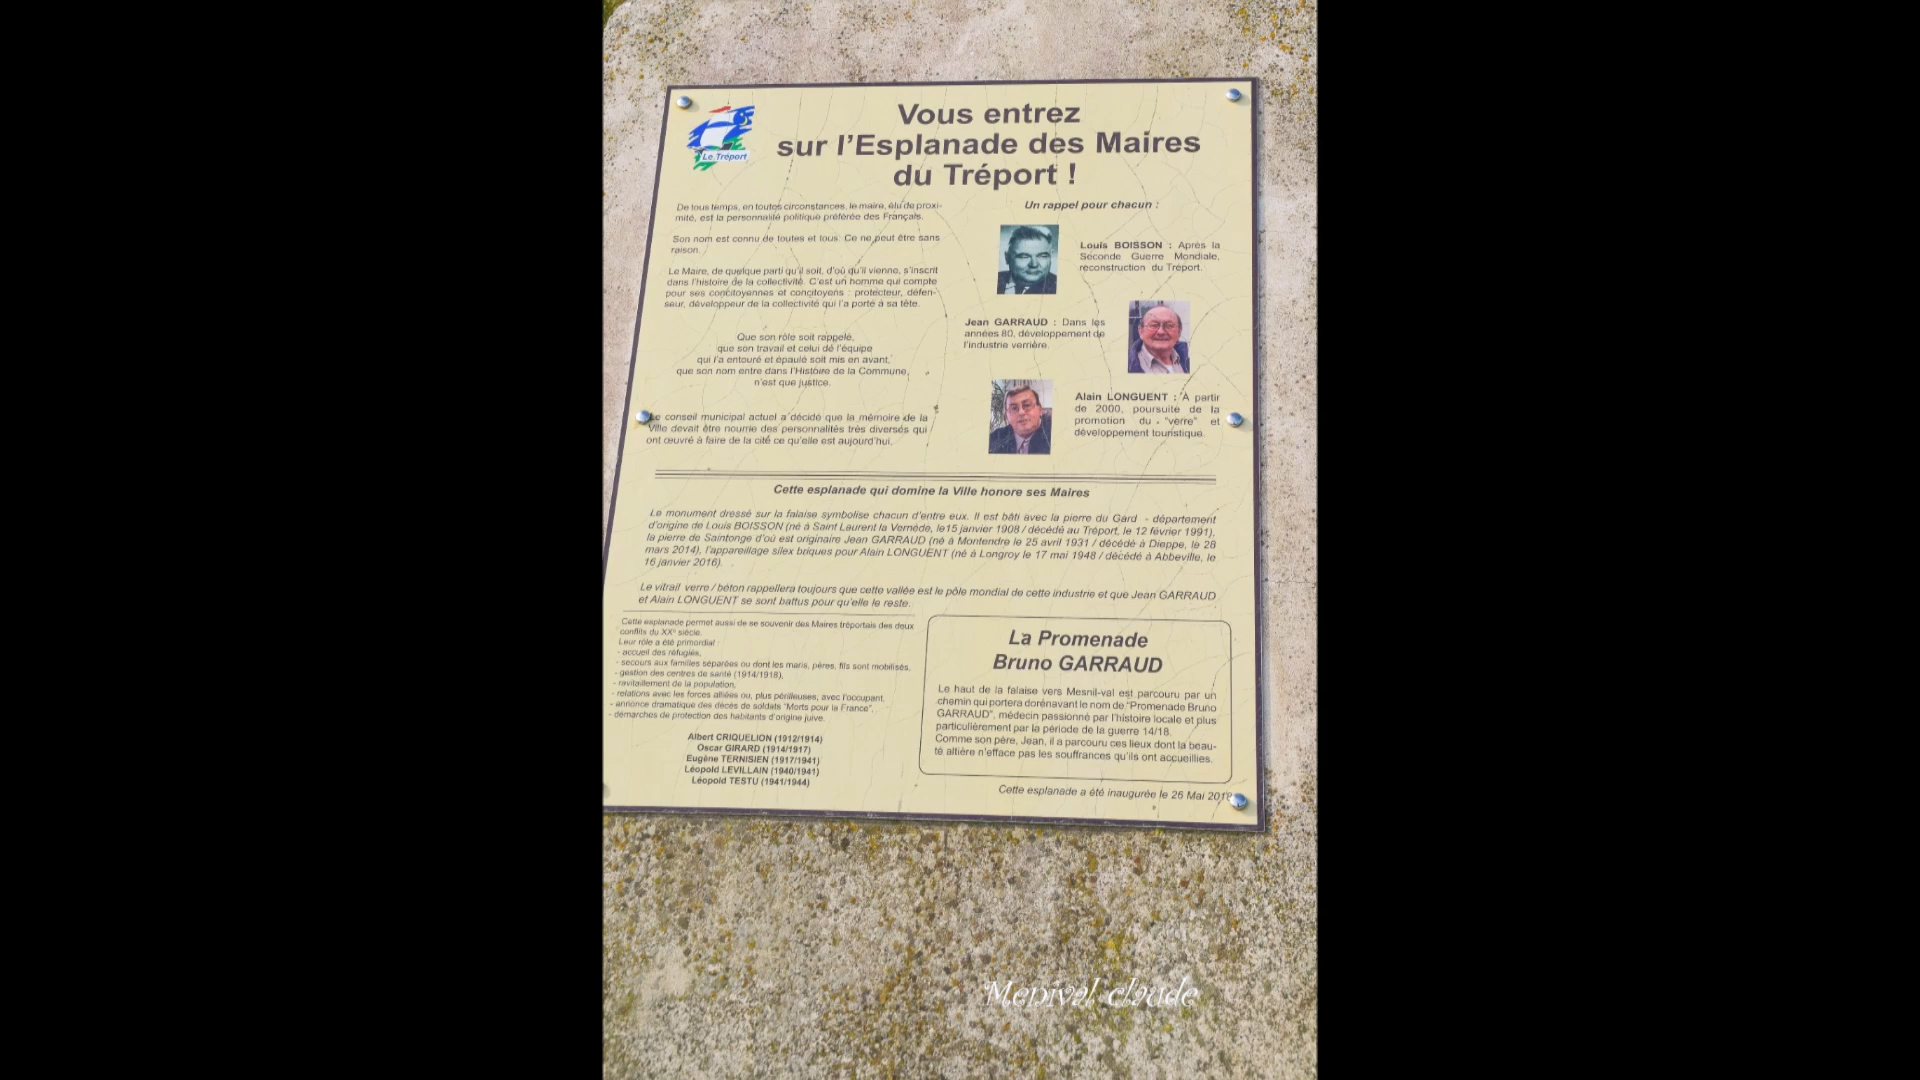 Le Tréport
Vous entrez
sur l'Esplanade des Maires
du Tréport !
De tous temps, en toutes circonstances, le maire, élu de proxi-
mité, est la personnalité politique préférée des Français.
Son nom est connu de toutes et tous. Ce ne peut être sans
raison.
Le Maire, de quelque parti qu'il soit, d'où qu'il vienne, s'inscrit
dans l'histoire de la collectivité. C'est un homme qui compte
pour ses concitoyennes et concitoyens : protecteur, défen-
seur, développeur de la collectivité qui l'a porté à sa tête.
Que son rôle soit rappelé,
que son travail et celui de l'équipe
qui l'a entouré et épaulé soit mis en avant,
que son nom entre dans l'Histoire de la Commune,
n'est que justice.
Le conseil municipal actuel a décidé que la mémoire de la
Ville devait être nourrie des personnalités très diverses qui
ont œuvré à faire de la cité ce qu'elle est aujourd'hui.
Un rappel pour chacun :
Louis BOISSON : Après la
Seconde Guerre Mondiale,
reconstruction du Tréport.
Jean GARRAUD : Dans les
années 80, développement de
l'industrie verrière.
Alain LONGUENT : À partir
de 2000, poursuite de la
promotion du "verre" et
développement touristique.
Cette esplanade qui domine la Ville honore ses Maires
Le monument dressé sur la falaise symbolise chacun d'entre eux. Il est bâti avec la pierre du Gard - département
d'origine de Louis BOISSON (né à Saint Laurent la Vernède, le15 janvier 1908 / décédé au Tréport, le 12 février 1991),
la pierre de Saintonge d'où est originaire Jean GARRAUD (né à Montendre le 25 avril 1931 / décédé à Dieppe, le 28
mars 2014), l'appareillage silex briques pour Alain LONGUENT (né à Longroy le 17 mai 1948 / décédé à Abbeville, le
16 janvier 2016).
Le vitrail verre / béton rappellera toujours que cette vallée est le pôle mondial de cette industrie et que Jean GARRAUD
et Alain LONGUENT se sont battus pour qu'elle le reste.
Cette esplanade permet aussi de se souvenir des Maires tréportais des deux
conflits du XX° siècle.
Leur rôle a été primordial :
- accueil des réfugiés,
- secours aux familles séparées ou dont les maris, pères, fils sont mobilisés,
- gestion des centres de santé (1914/1918),
- ravitaillement de la population,
- relations avec les forces alliées ou, plus périlleuses, avec l'occupant,
- annonce dramatique des décès de soldats "Morts pour la France",
- démarches de protection des habitants d'origine juive.
Albert CRIQUELION (1912/1914)
Oscar GIRARD (1914/1917)
Eugène TERNISIEN (1917/1941)
Léopold LEVILLAIN (1940/1941)
Léopold TESTU (1941/1944)
La Promenade
Bruno GARRAUD
Le haut de la falaise vers Mesnil-val est parcouru par un
chemin qui portera dorénavant le nom de "Promenade Bruno
GARRAUD", médecin passionné par l'histoire locale et plus
particulièrement par la période de la guerre 14/18.
Comme son père, Jean, il a parcouru ces lieux dont la beau-
té altière n'efface pas les souffrances qu'ils ont accueillies.
Cette esplanade a été inaugurée le 26 Mai 2018
Menival claude